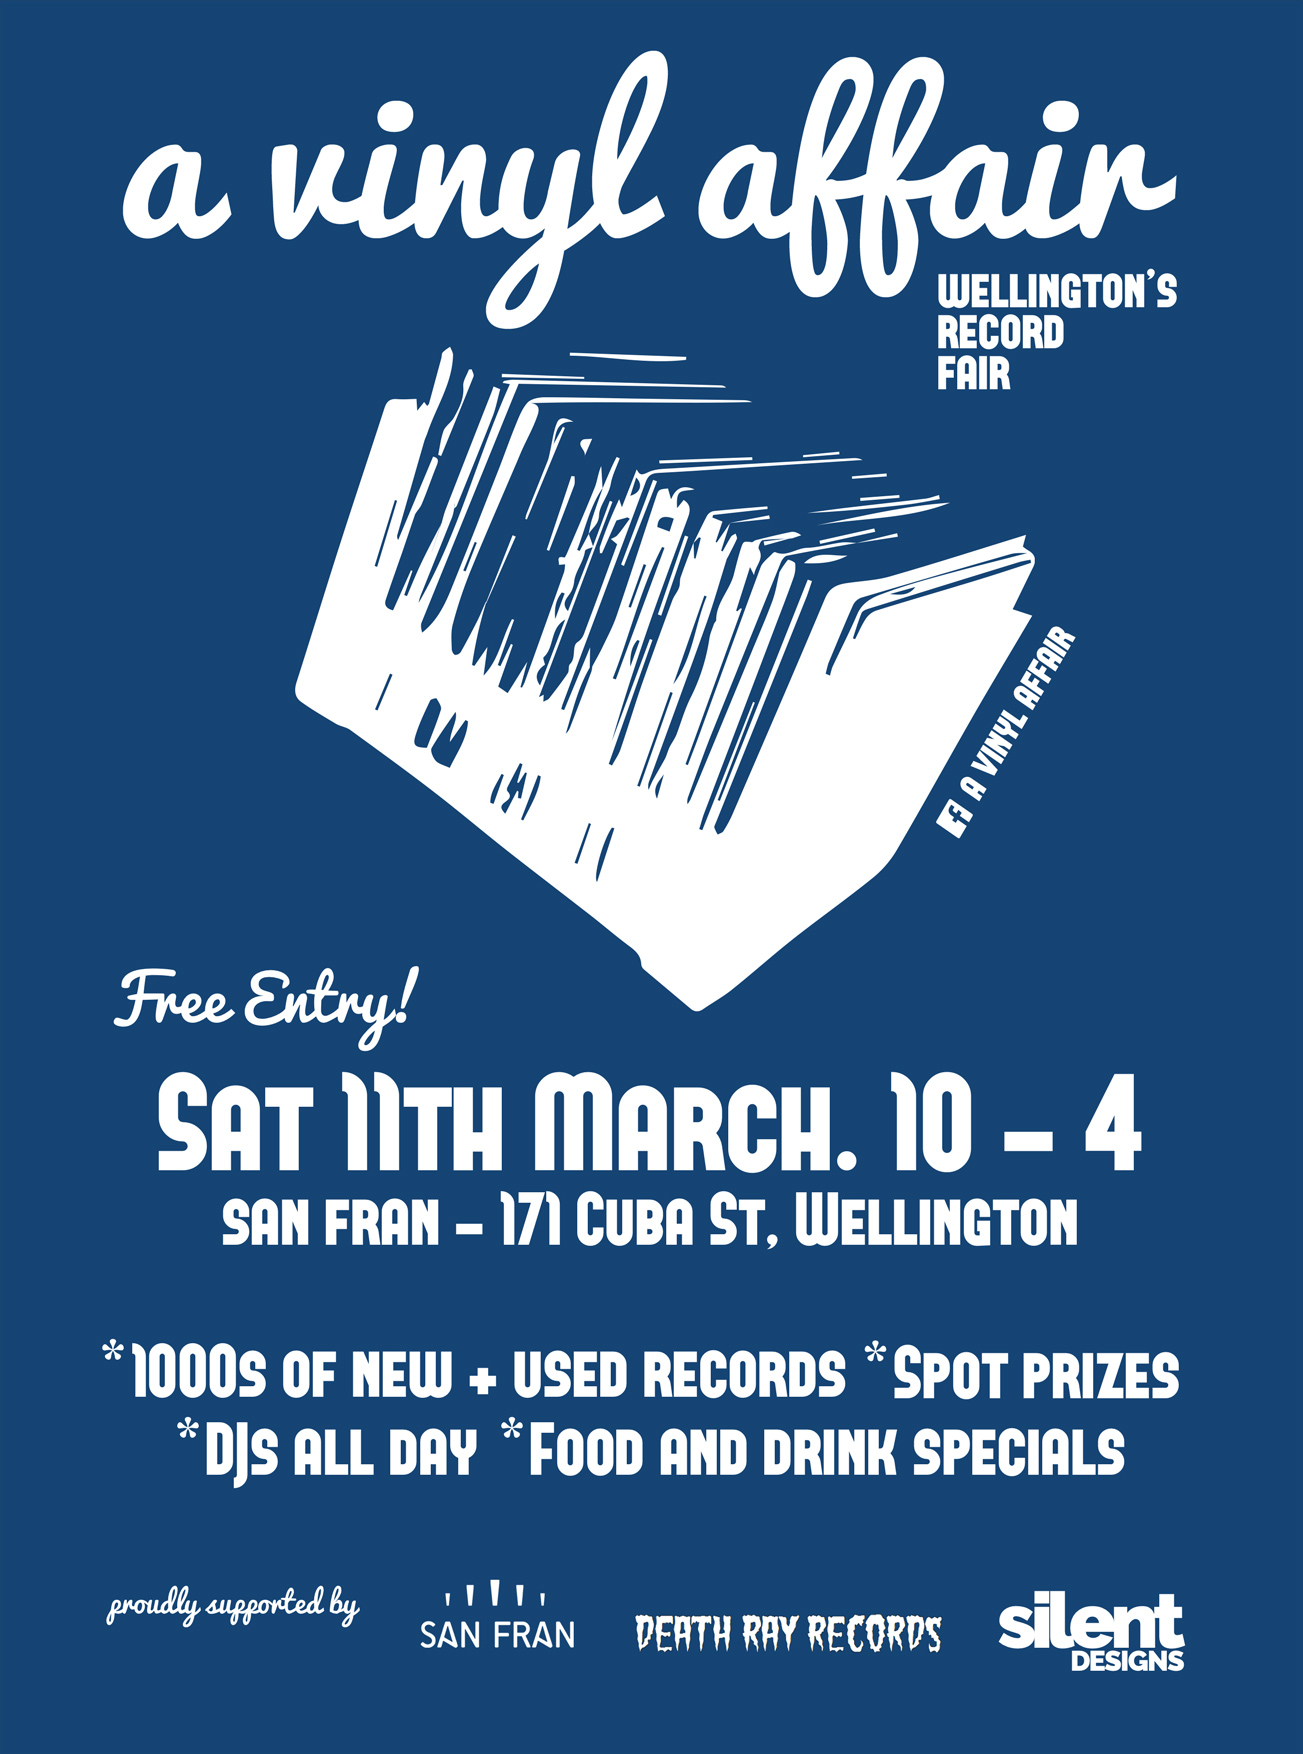 a vinyl affair
WELLINGTON'S
RECORD
FAIR
A VINYL AFFAIR
Free Entry!
SAT 11TH MARCH. 10 – 4
SAN FRAN – 171 CUBA ST, WELLINGTON
*1000S OF NEW + USED RECORDS *SPOT PRIZES
*DJS ALL DAY *FOOD AND DRINK SPECIALS
proudly supported by
SAN FRAN
DEATH RAY RECORDS
silent
DESIGNS